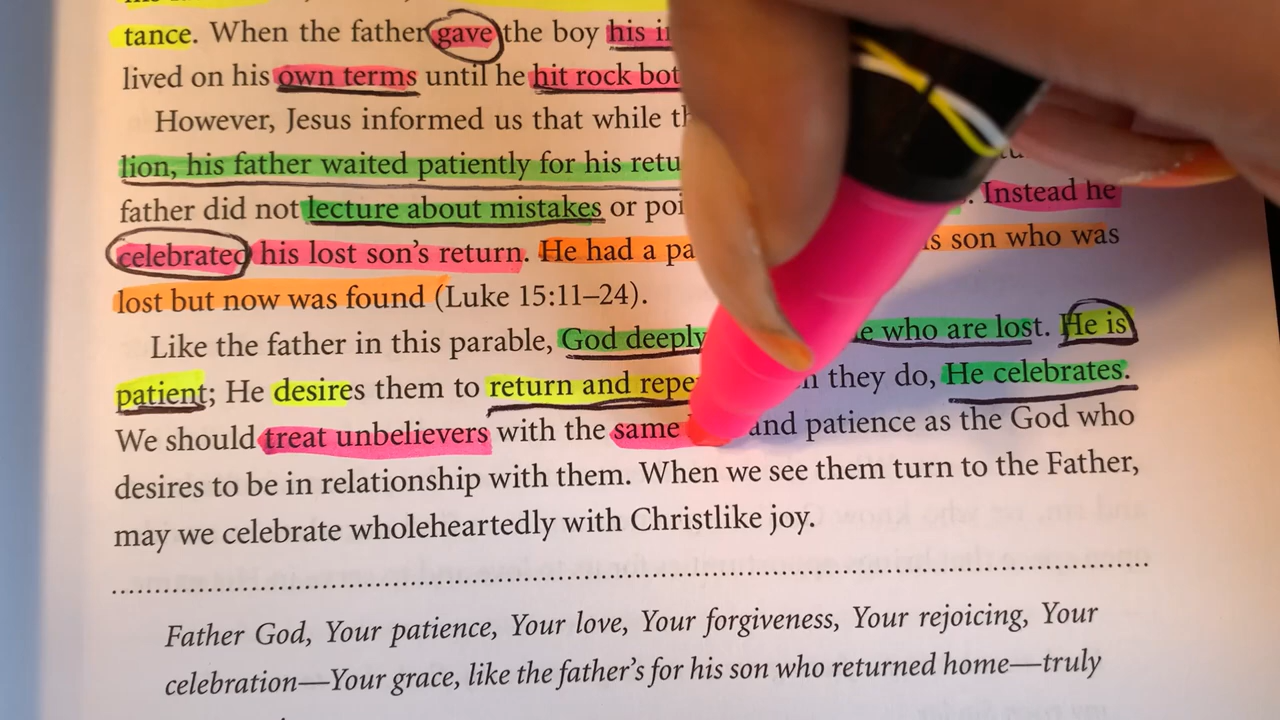 tance. When the father gave the boy his
lived on his own terms until he hit rock
However, Jesus informed us that while
lion, his father waited patiently for his
father did not lecture about mistakes or . Instead he
celebrated his lost son's return. He had a son who was
lost but now was found (Luke 15:11–24).
Like the father in this parable, God deeply who are lost. He is
patient; He desires them to return and they do, He celebrates.
We should treat unbelievers with the same and patience as the God who
desires to be in relationship with them. When we see them turn to the Father,
may we celebrate wholeheartedly with Christlike joy.
Father God, Your patience, Your love, Your forgiveness, Your rejoicing, Your
celebration—Your grace, like the father's for his son who returned home—truly